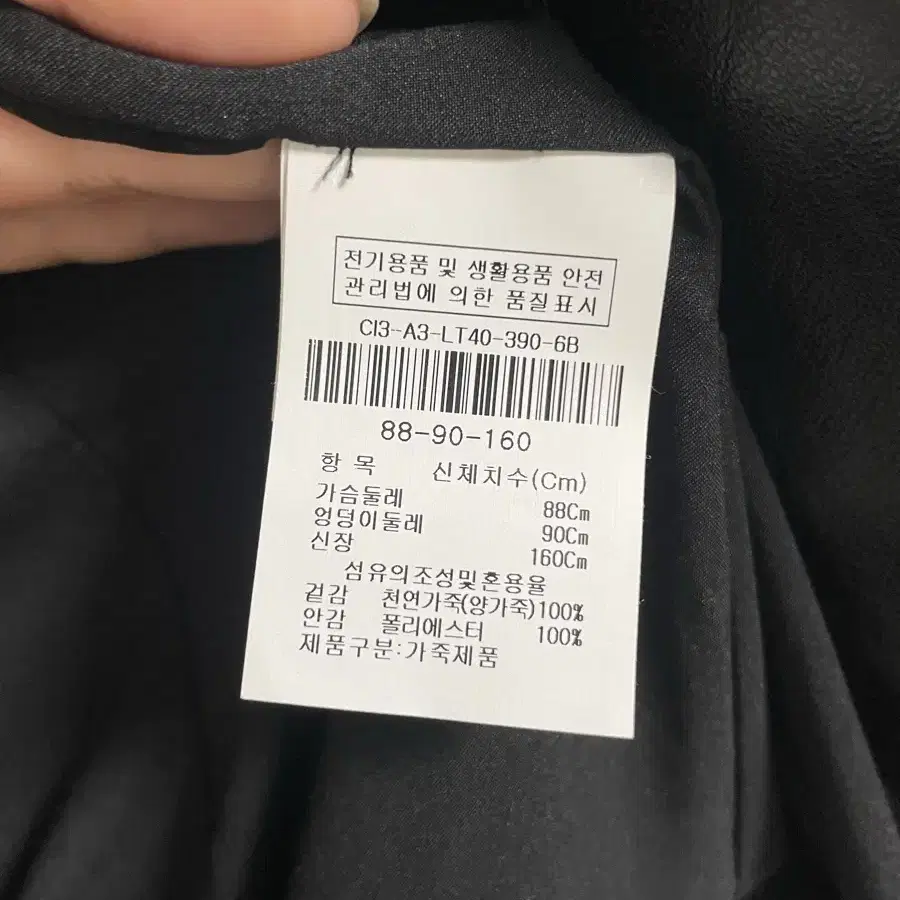 전기용품 및 생활용품 안전
관리법에 의한 품질표시
CI3-A3-LT40-390-6B
88-90-160
항 목 신체치수(Cm)
가슴둘레 88Cm
엉덩이둘레 90Cm
신장 160Cm
섬유의조성및혼용율
겉감 천연가죽(양가죽)100%
안감 폴리에스터 100%
제품구분:가죽제품